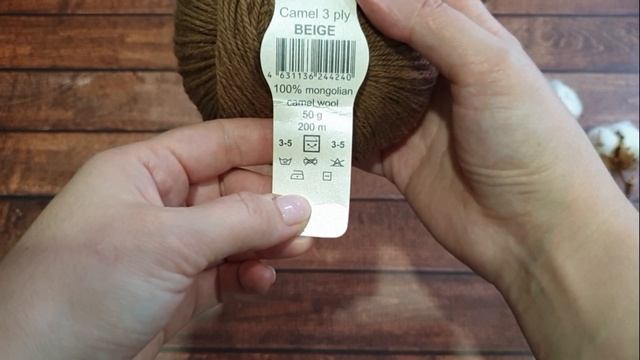 Camel 3 ply
BEIGE
4 631136 244240
100% mongolian
camel wool
50 g
200 m
3-5 3-5